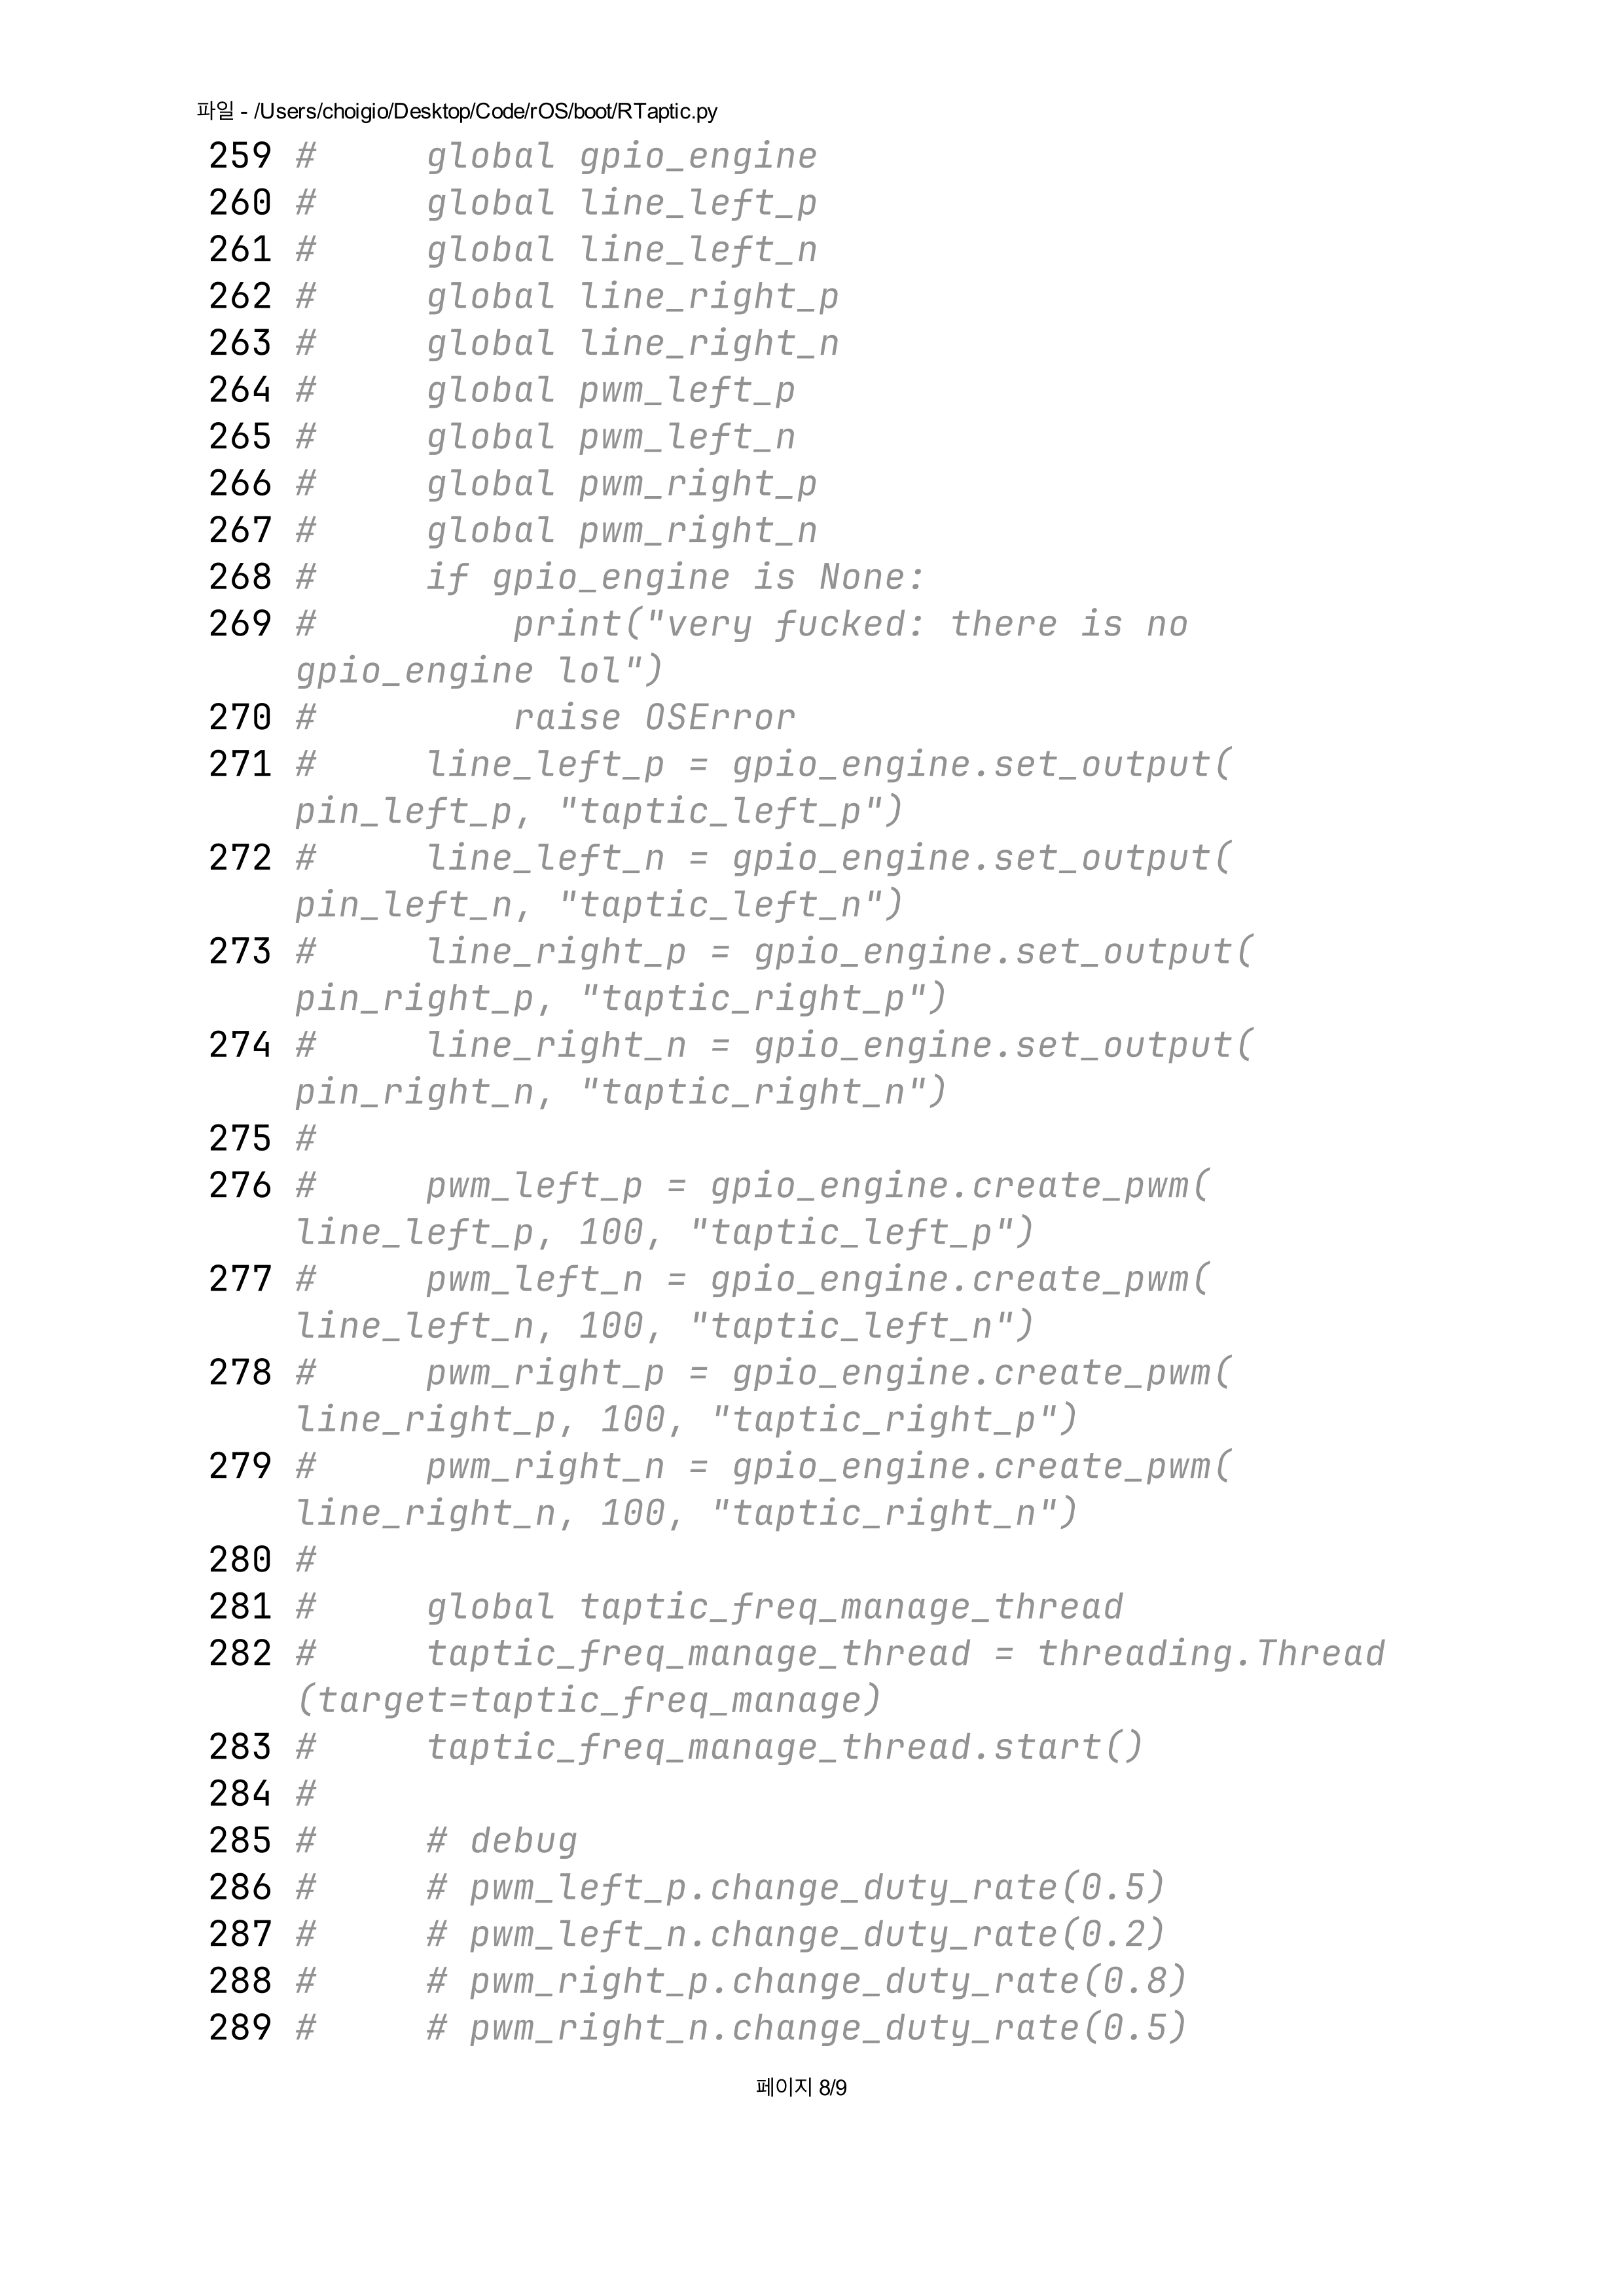 파일 - /Users/choigio/Desktop/Code/rOS/boot/RTaptic.py
259 #     global gpio_engine
260 #     global line_left_p
261 #     global line_left_n
262 #     global line_right_p
263 #     global line_right_n
264 #     global pwm_left_p
265 #     global pwm_left_n
266 #     global pwm_right_p
267 #     global pwm_right_n
268 #     if gpio_engine is None:
269 #         print("very fucked: there is no
gpio_engine lol")
270 #         raise OSError
271 #     line_left_p = gpio_engine.set_output(
pin_left_p, "taptic_left_p")
272 #     line_left_n = gpio_engine.set_output(
pin_left_n, "taptic_left_n")
273 #     line_right_p = gpio_engine.set_output(
pin_right_p, "taptic_right_p")
274 #     line_right_n = gpio_engine.set_output(
pin_right_n, "taptic_right_n")
275 #
276 #     pwm_left_p = gpio_engine.create_pwm(
line_left_p, 100, "taptic_left_p")
277 #     pwm_left_n = gpio_engine.create_pwm(
line_left_n, 100, "taptic_left_n")
278 #     pwm_right_p = gpio_engine.create_pwm(
line_right_p, 100, "taptic_right_p")
279 #     pwm_right_n = gpio_engine.create_pwm(
line_right_n, 100, "taptic_right_n")
280 #
281 #     global taptic_freq_manage_thread
282 #     taptic_freq_manage_thread = threading.Thread
(target=taptic_freq_manage)
283 #     taptic_freq_manage_thread.start()
284 #
285 #     # debug
286 #     # pwm_left_p.change_duty_rate(0.5)
287 #     # pwm_left_n.change_duty_rate(0.2)
288 #     # pwm_right_p.change_duty_rate(0.8)
289 #     # pwm_right_n.change_duty_rate(0.5)
페이지 8/9